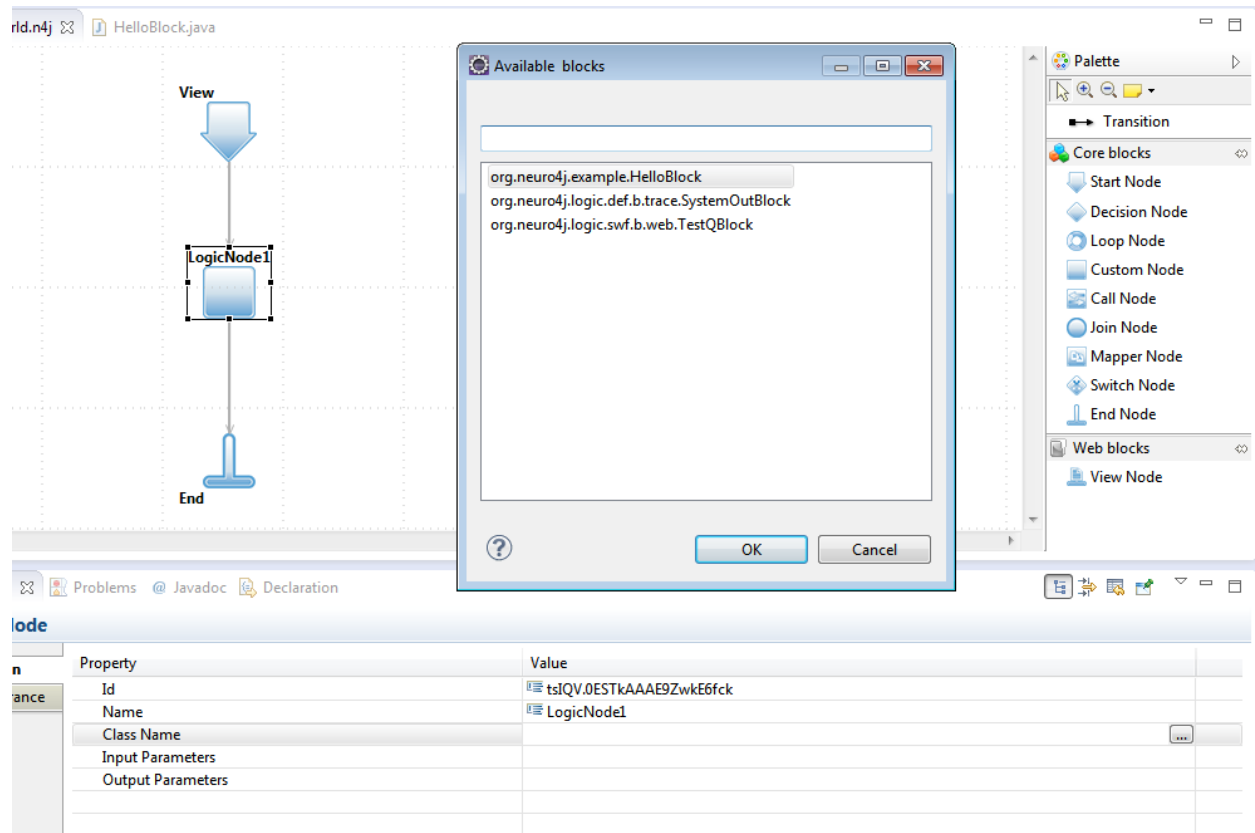 rld.n4j
HelloBlock.java
View
LogicNode1
End
Available blocks
org.neuro4j.example.HelloBlock
org.neuro4j.logic.def.b.trace.SystemOutBlock
org.neuro4j.logic.swf.b.web.TestQBlock
?
OK
Cancel
Palette
Transition
Core blocks
Start Node
Decision Node
Loop Node
Custom Node
Call Node
Join Node
Mapper Node
Switch Node
End Node
Web blocks
View Node
Problems
@ Javadoc
Declaration
lode
n
rance
Property Value
Id tsIQV.0ESTkAAAE9ZwkE6fck
Name LogicNode1
Class Name ...
Input Parameters
Output Parameters